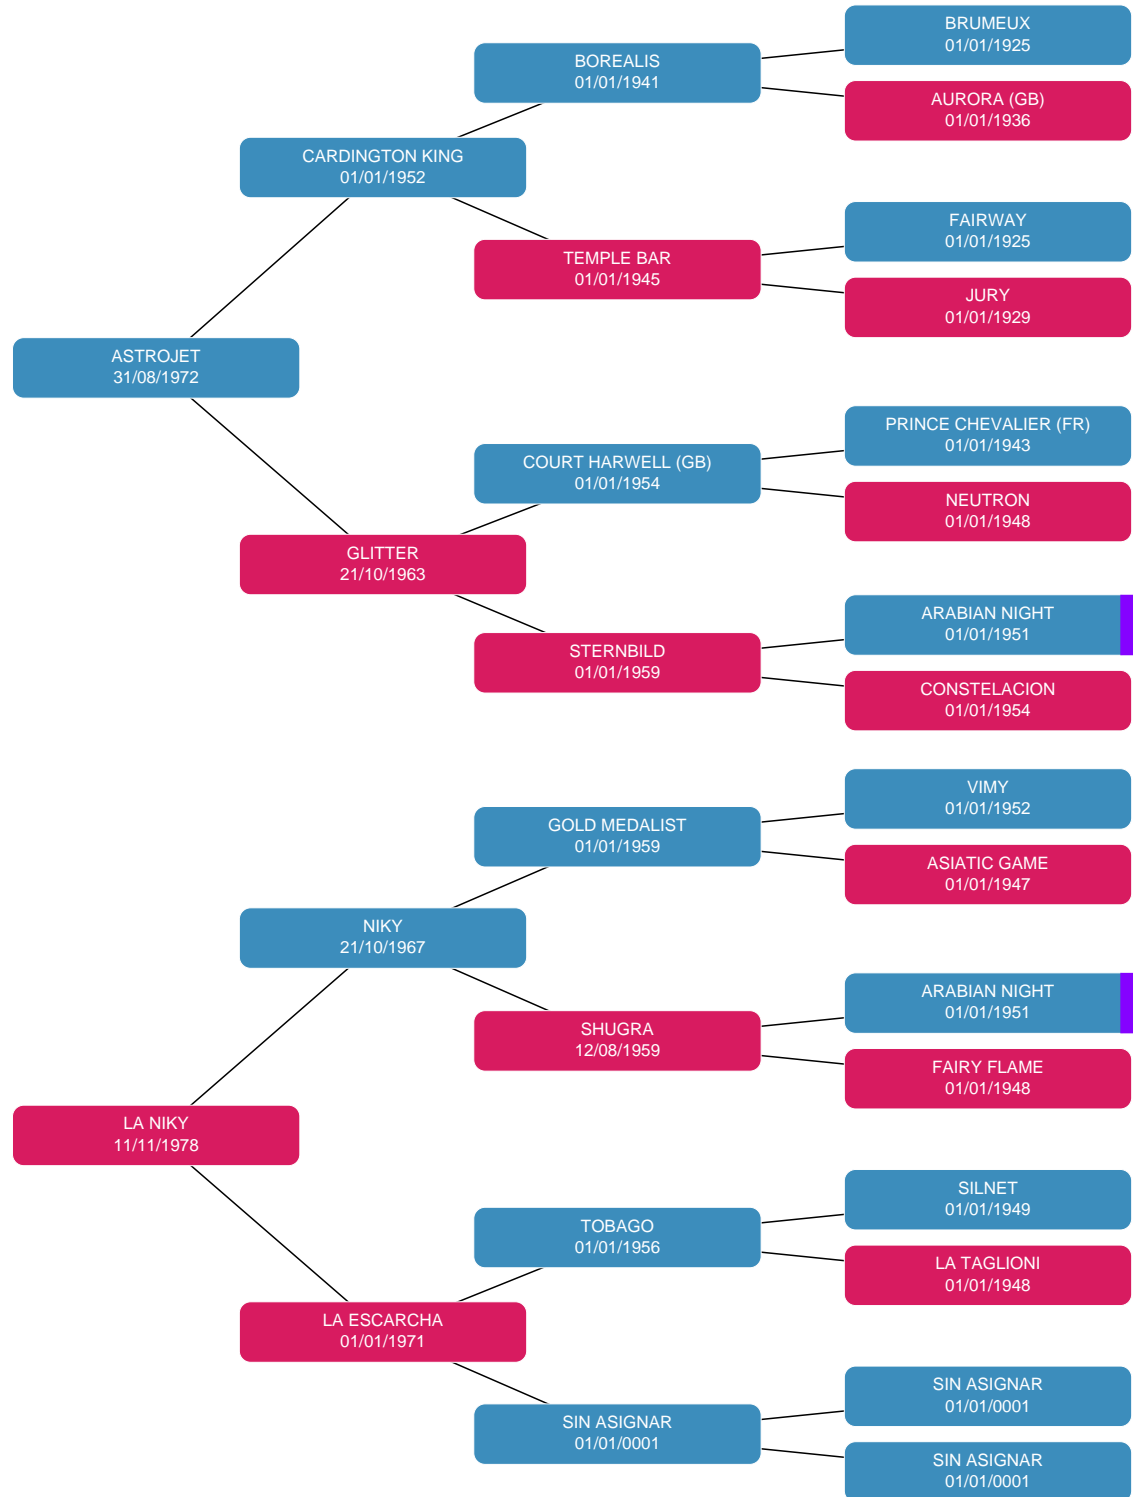 BRUMEUX
01/01/1925
BOREALIS
01/01/1941
AURORA (GB)
01/01/1936
CARDINGTON KING
01/01/1952
FAIRWAY
01/01/1925
TEMPLE BAR
01/01/1945
JURY
01/01/1929
ASTROJET
31/08/1972
PRINCE CHEVALIER (FR)
01/01/1943
COURT HARWELL (GB)
01/01/1954
NEUTRON
01/01/1948
GLITTER
21/10/1963
ARABIAN NIGHT
01/01/1951
STERNBILD
01/01/1959
CONSTELACION
01/01/1954
VIMY
01/01/1952
GOLD MEDALIST
01/01/1959
ASIATIC GAME
01/01/1947
NIKY
21/10/1967
ARABIAN NIGHT
01/01/1951
SHUGRA
12/08/1959
FAIRY FLAME
01/01/1948
LA NIKY
11/11/1978
SILNET
01/01/1949
TOBAGO
01/01/1956
LA TAGLIONI
01/01/1948
LA ESCARCHA
01/01/1971
SIN ASIGNAR
01/01/0001
SIN ASIGNAR
01/01/0001
SIN ASIGNAR
01/01/0001